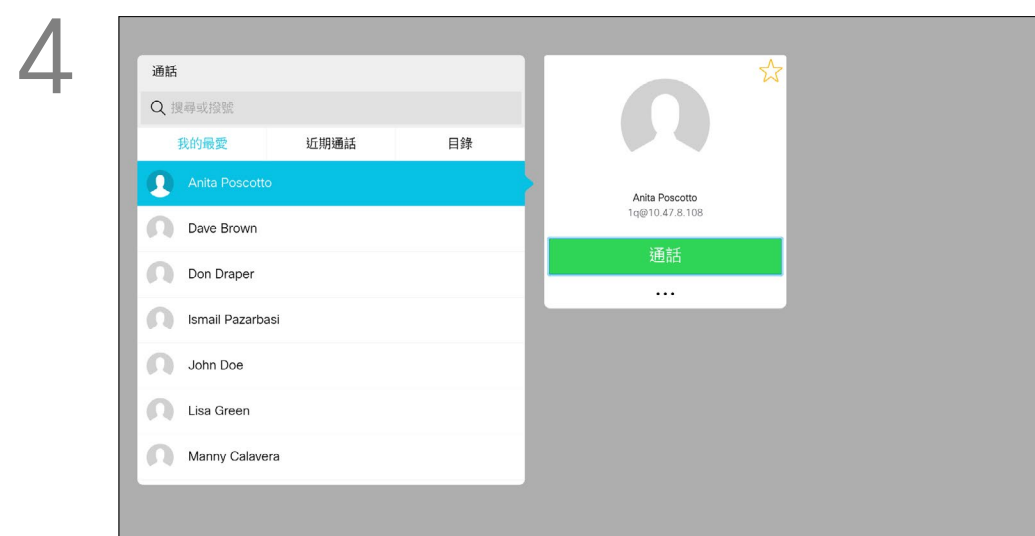 4
通話
搜尋或撥號
我的最愛 近期通話 目錄
Anita Poscotto
Dave Brown
Don Draper
Ismail Pazarbasi
John Doe
Lisa Green
Manny Calavera
Anita Poscotto
1q@10.47.8.108
通話
...